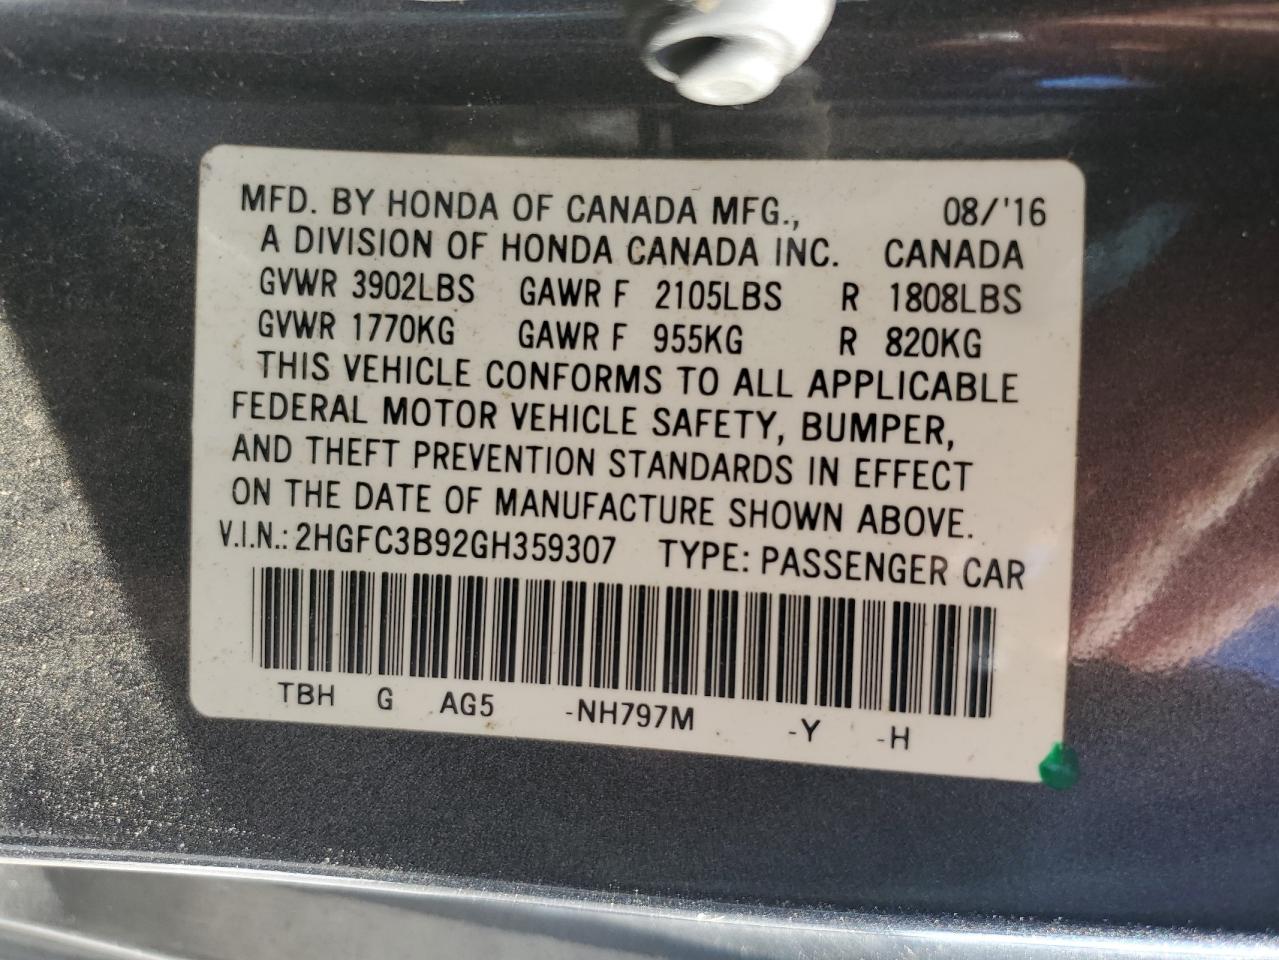 MFD. BY HONDA OF CANADA MFG., 08/'16
A DIVISION OF HONDA CANADA INC. CANADA
GVWR 3902LBS GAWR F 2105LBS R 1808LBS
GVWR 1770KG GAWR F 955KG R 820KG
THIS VEHICLE CONFORMS TO ALL APPLICABLE
FEDERAL MOTOR VEHICLE SAFETY, BUMPER,
AND THEFT PREVENTION STANDARDS IN EFFECT
ON THE DATE OF MANUFACTURE SHOWN ABOVE.
V.I.N.: 2HGFC3B92GH359307 TYPE: PASSENGER CAR
TBH G AG5 -NH797M -Y -H